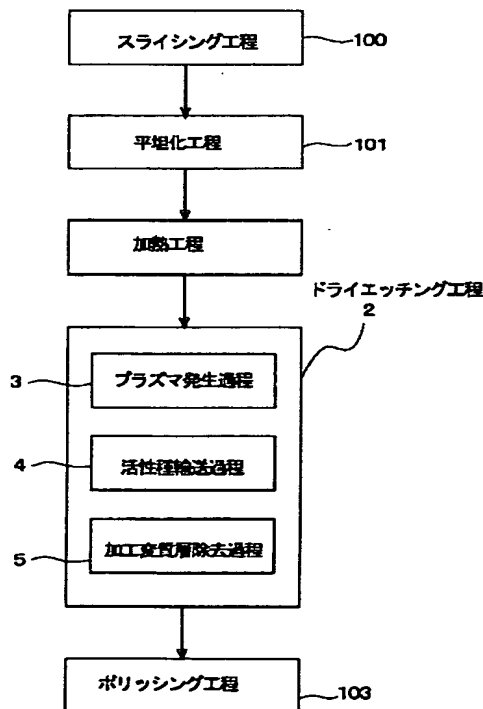 スライシング工程
100
平坦化工程
101
加熱工程
ドライエッチング工程
2
3
プラズマ発生過程
4
活性種輸送過程
5
加工変質層除去過程
ポリッシング工程
103